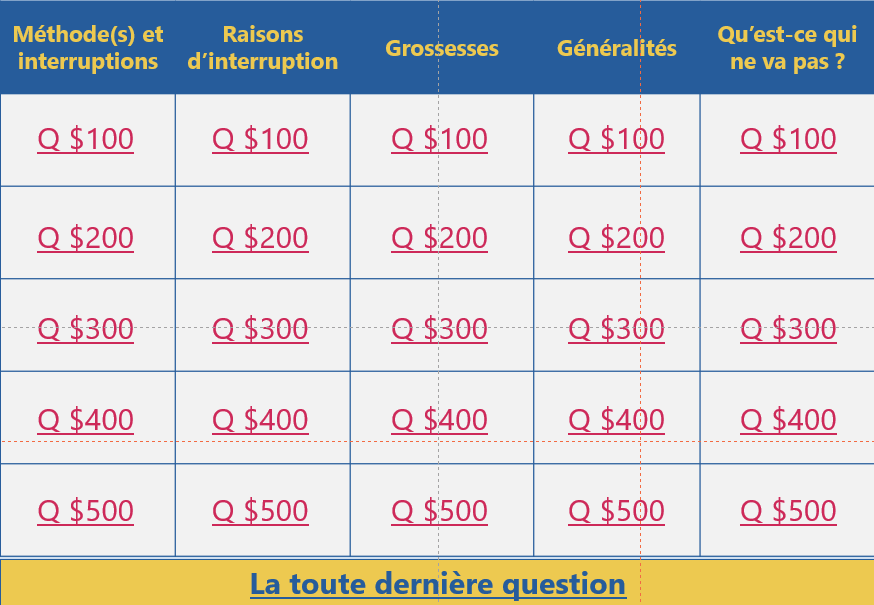 Méthode(s) et
interruptions
Raisons
d’interruption
Grossesses
Généralités
Qu’est-ce qui
ne va pas ?
Q $100 Q $100 Q $100 Q $100 Q $100
Q $200 Q $200 Q $200 Q $200 Q $200
Q $300 Q $300 Q $300 Q $300 Q $300
Q $400 Q $400 Q $400 Q $400 Q $400
Q $500 Q $500 Q $500 Q $500 Q $500
La toute dernière question